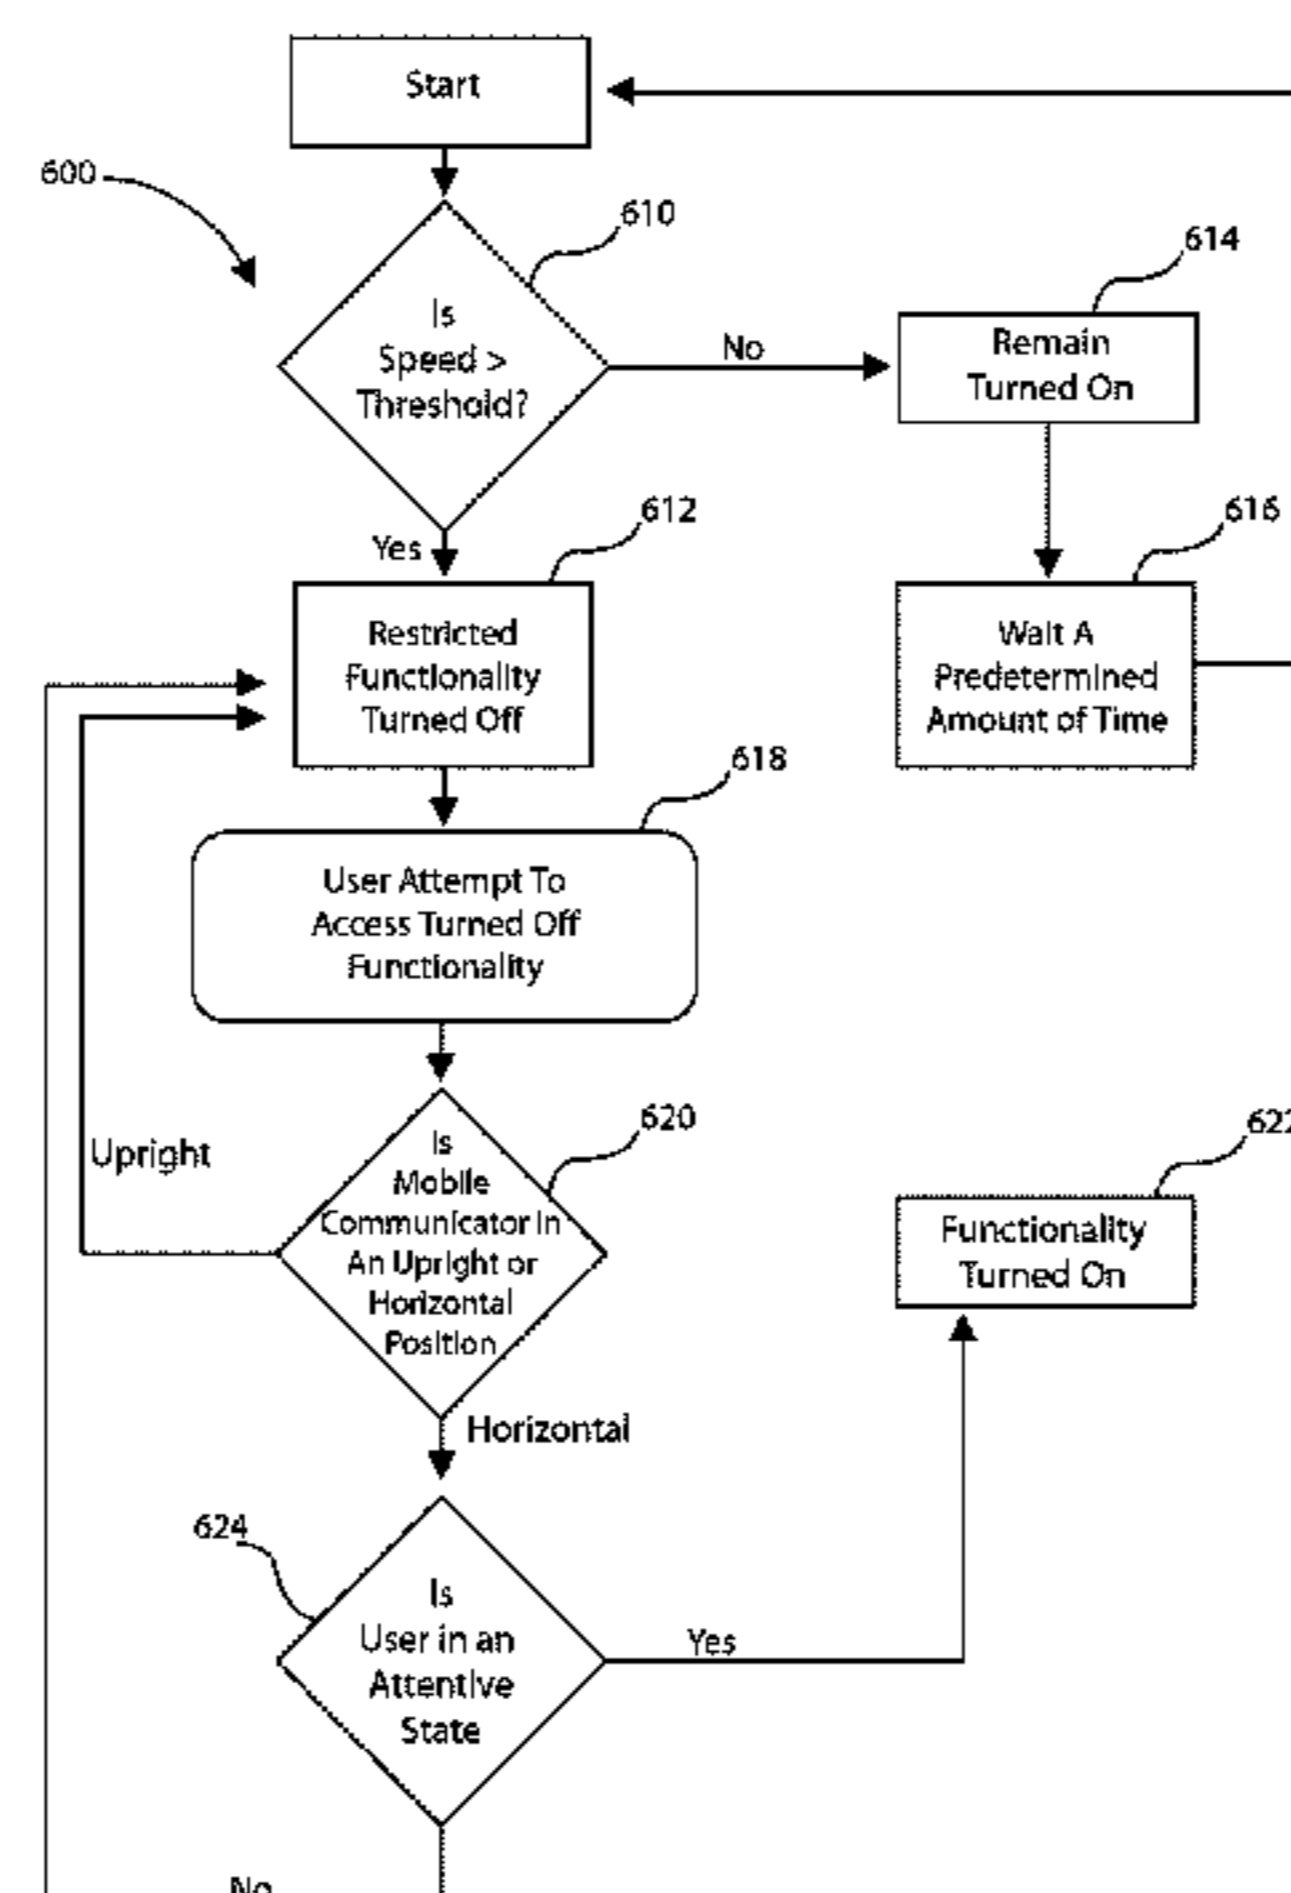 Start
600
610
614
Is
Speed >
Threshold?
No
Remain
Turned On
Yes
612
616
Restricted
Functionality
Turned Off
Wait A
Predetermined
Amount of Time
618
User Attempt To
Access Turned Off
Functionality
Upright
620
622
Is
Mobile
Communicator in
An Upright or
Horizontal
Position
Functionality
Turned On
Horizontal
624
Is
User in an
Attentive
State
Yes
No